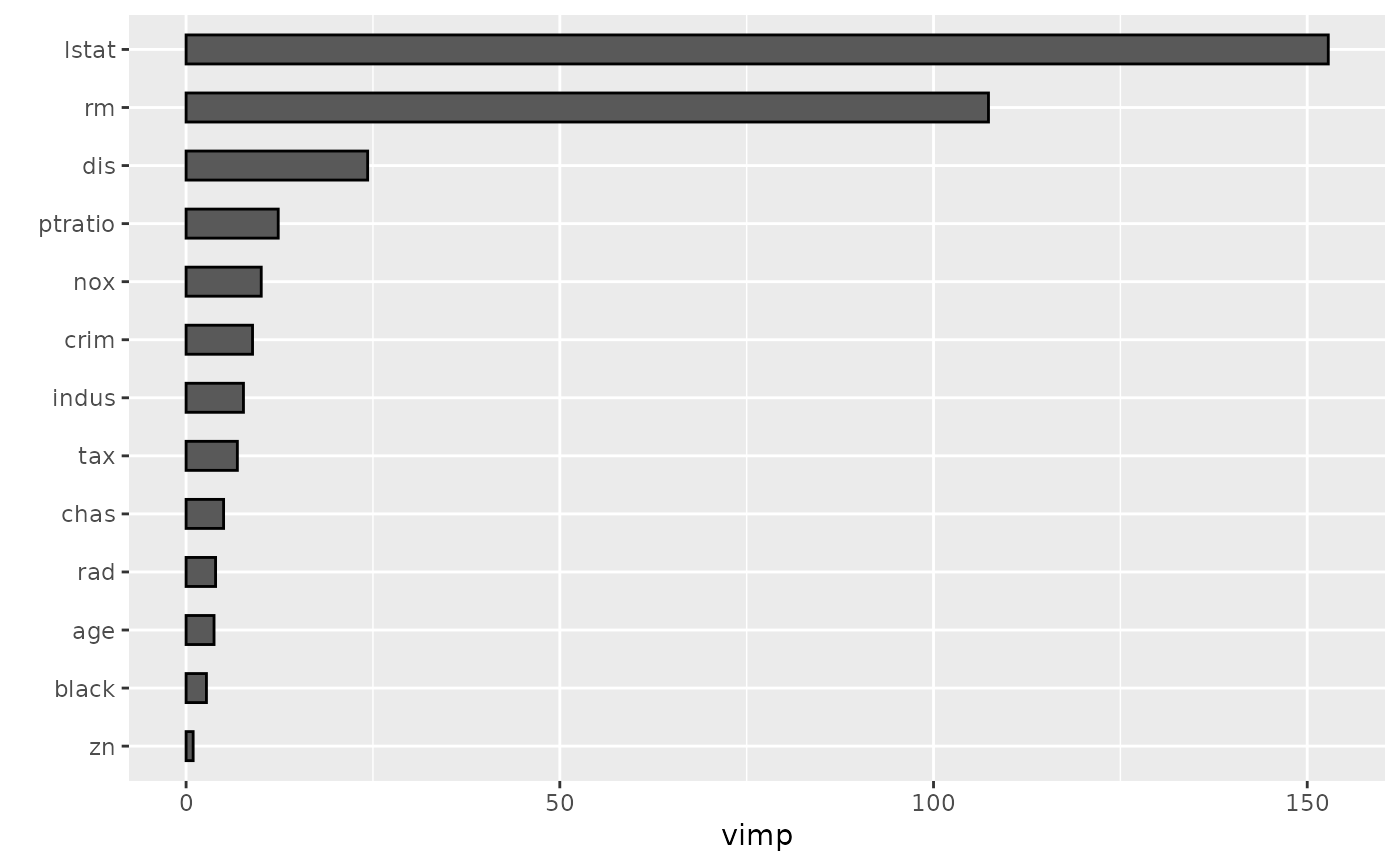 lstat
rm
dis
ptratio
nox
crim
indus
tax
chas
rad
age
black
zn
0 50 100 150
vimp